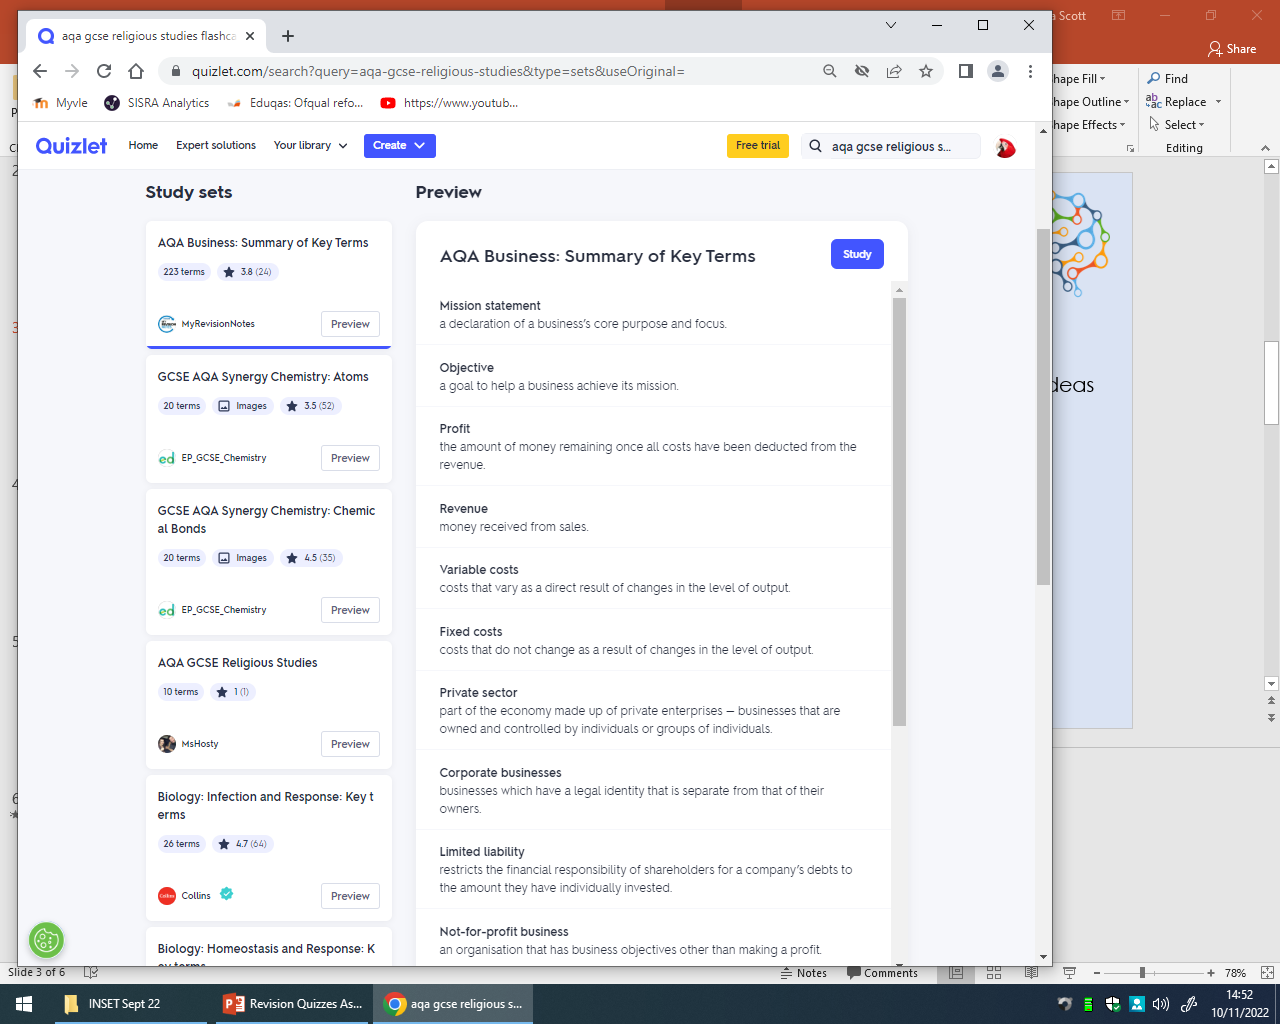 aqa gcse religious studies flashca
a Scott
Share
quizlet.com/search?query=aqa-gcse-religious-studies&type=sets&useOriginal=
Myvle
SISRA Analytics
Eduqas: Ofqual refo...
https://www.youtub...
hape Fill
Find
hape Outline
Replace
hape Effects
Select
Editing
Quizlet
Home
Expert solutions
Your library
Create
Free trial
aqa gcse religious s...
Study sets
AQA Business: Summary of Key Terms
223 terms
3.8 (24)
MyRevisionNotes
Preview
GCSE AQA Synergy Chemistry: Atoms
20 terms
Images
3.5 (52)
ed EP_GCSE_Chemistry
Preview
GCSE AQA Synergy Chemistry: Chemic
al Bonds
20 terms
Images
4.5 (35)
ed EP_GCSE_Chemistry
Preview
AQA GCSE Religious Studies
10 terms
1 (1)
MsHosty
Preview
Biology: Infection and Response: Key t
erms
26 terms
4.7 (64)
Collins
Preview
Biology: Homeostasis and Response: K
ey terms
Preview
AQA Business: Summary of Key Terms
Study
Mission statement
a declaration of a business's core purpose and focus.
Objective
a goal to help a business achieve its mission.
Profit
the amount of money remaining once all costs have been deducted from the
revenue.
Revenue
money received from sales.
Variable costs
costs that vary as a direct result of changes in the level of output.
Fixed costs
costs that do not change as a result of changes in the level of output.
Private sector
part of the economy made up of private enterprises — businesses that are
owned and controlled by individuals or groups of individuals.
Corporate businesses
businesses which have a legal identity that is separate from that of their
owners.
Limited liability
restricts the financial responsibility of shareholders for a company's debts to
the amount they have individually invested.
Not-for-profit business
an organisation that has business objectives other than making a profit.
deas
Slide 3 of 6
Notes
Comments
78%
INSET Sept 22
Revision Quizzes As...
aqa gcse religious s...
14:52
10/11/2022